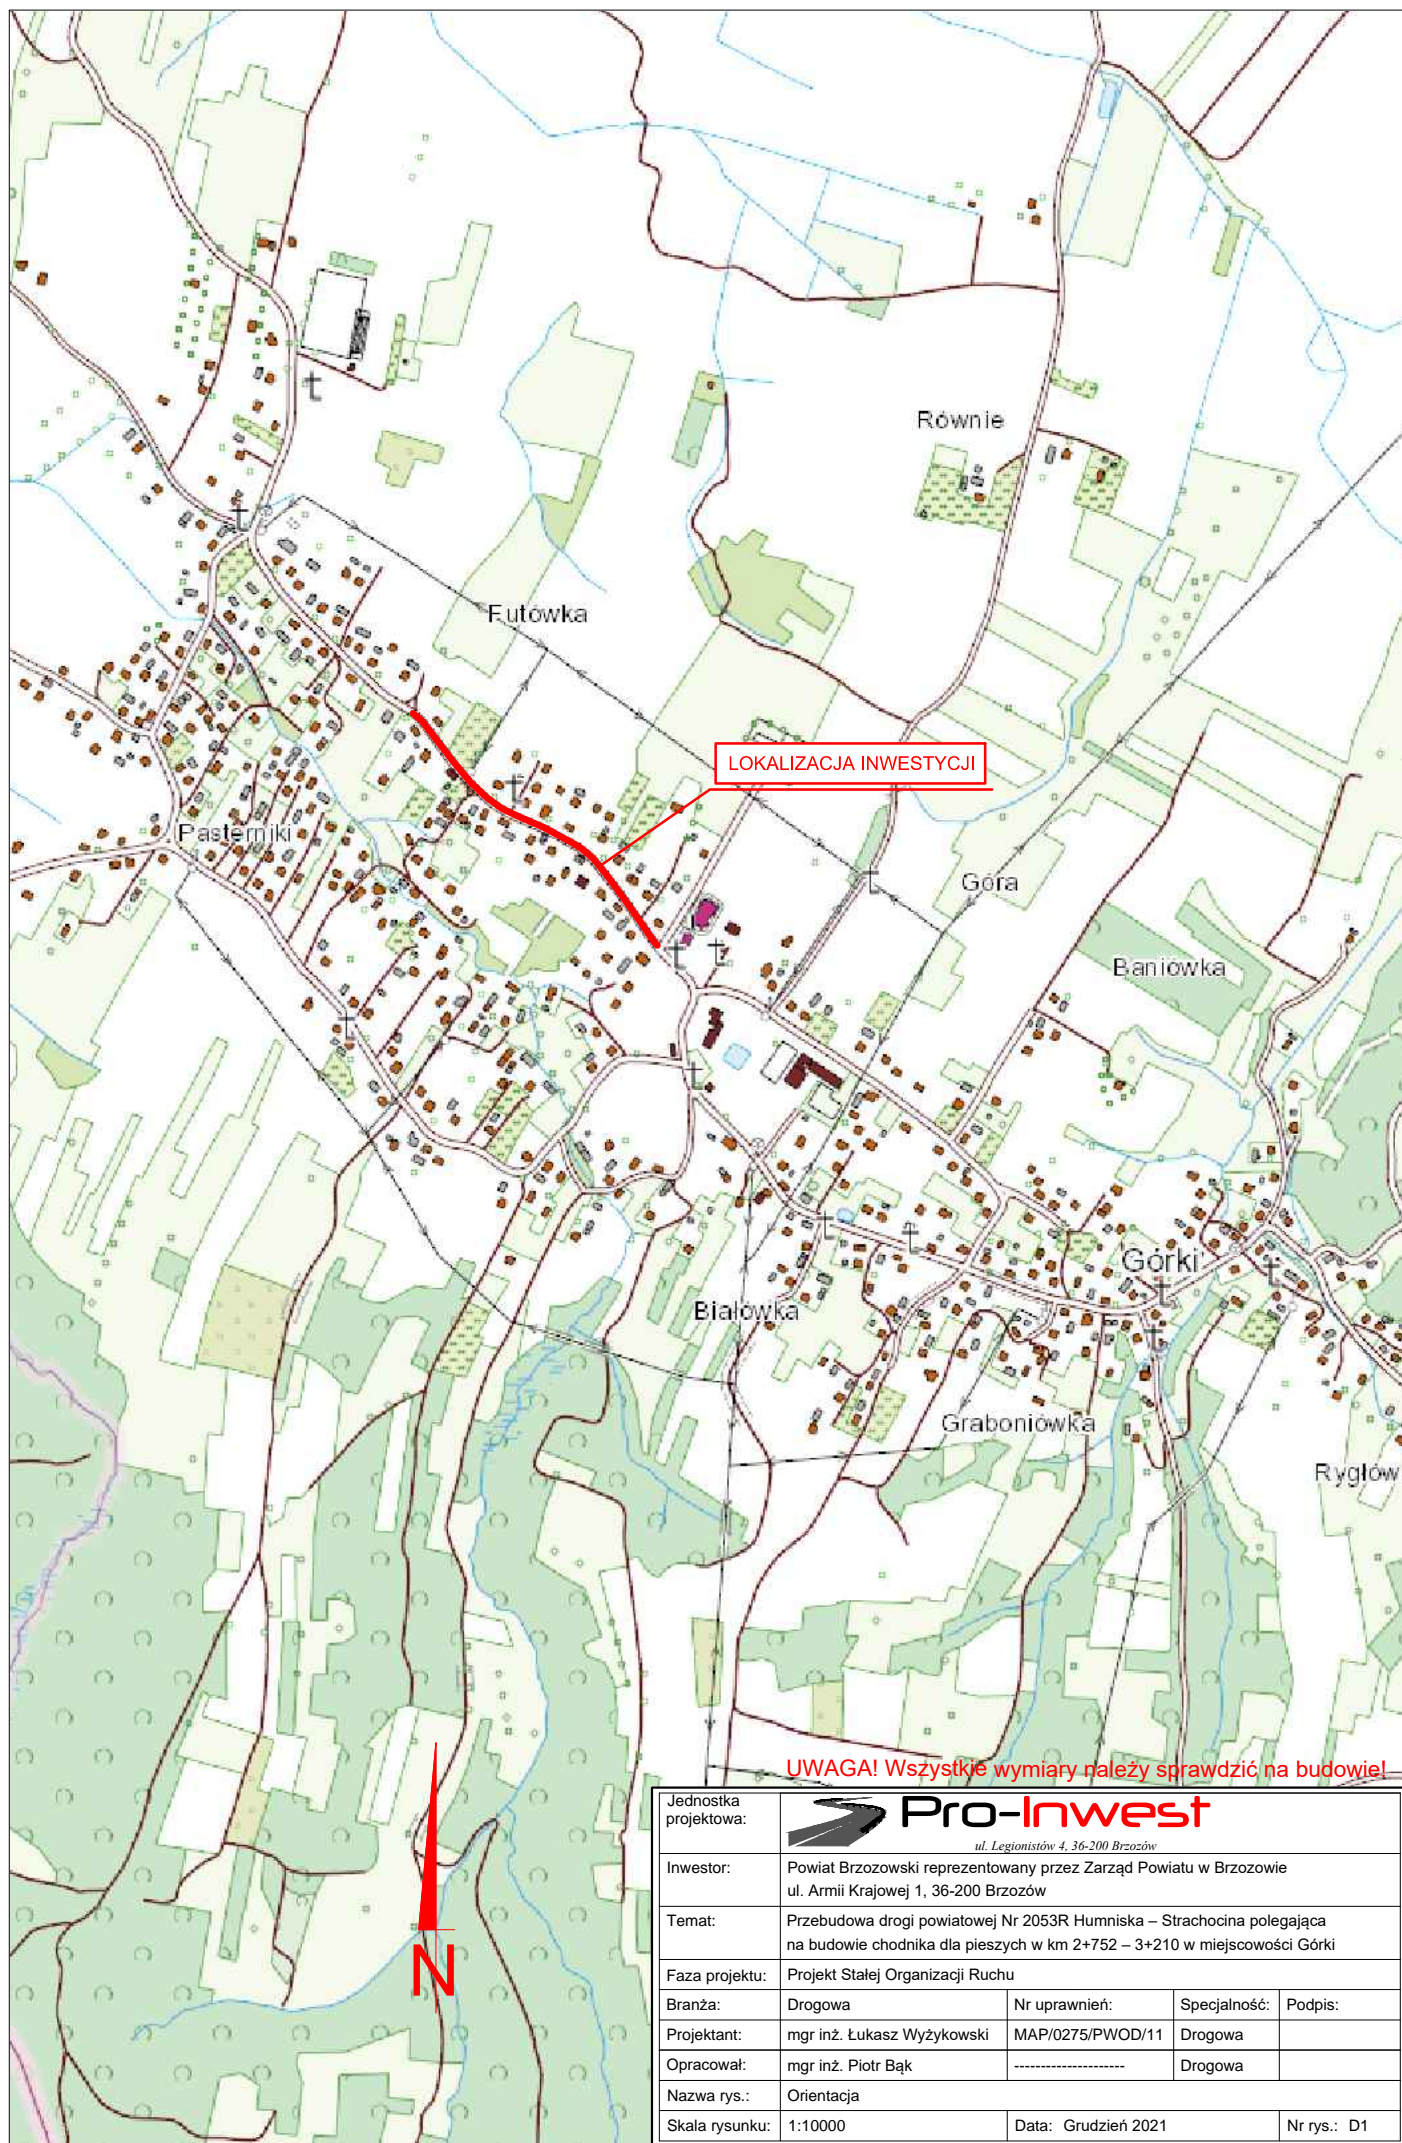 Równie
Futówka
LOKALIZACJA INWESTYCJI
Pasterniki
Góra
Baniówka
Górki
Białówka
Graboniówka
Rygłów
UWAGA! Wszystkie wymiary należy sprawdzić na budowie!
N
Jednostka
projektowa:
Pro-Inwest
ul. Legionistów 4, 36-200 Brzozów
Inwestor:
Powiat Brzozowski reprezentowany przez Zarząd Powiatu w Brzozowie
ul. Armii Krajowej 1, 36-200 Brzozów
Temat:
Przebudowa drogi powiatowej Nr 2053R Humniska – Strachocina polegająca
na budowie chodnika dla pieszych w km 2+752 – 3+210 w miejscowości Górki
Faza projektu: Projekt Stałej Organizacji Ruchu
Branża: Drogowa Nr uprawnień: Specjalność: Podpis:
Projektant: mgr inż. Łukasz Wyżykowski MAP/0275/PWOD/11 Drogowa
Opracował: mgr inż. Piotr Bąk --------------------- Drogowa
Nazwa rys.: Orientacja
Skala rysunku: 1:10000 Data: Grudzień 2021 Nr rys.: D1